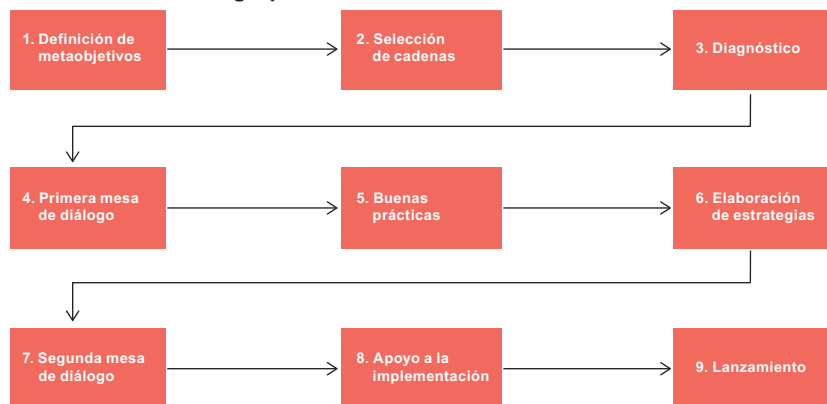 1. Definición de
metaobjetivos
2. Selección
de cadenas
3. Diagnóstico
4. Primera mesa
de diálogo
5. Buenas
prácticas
6. Elaboración
de estrategias
7. Segunda mesa
de diálogo
8. Apoyo a la
implementación
9. Lanzamiento